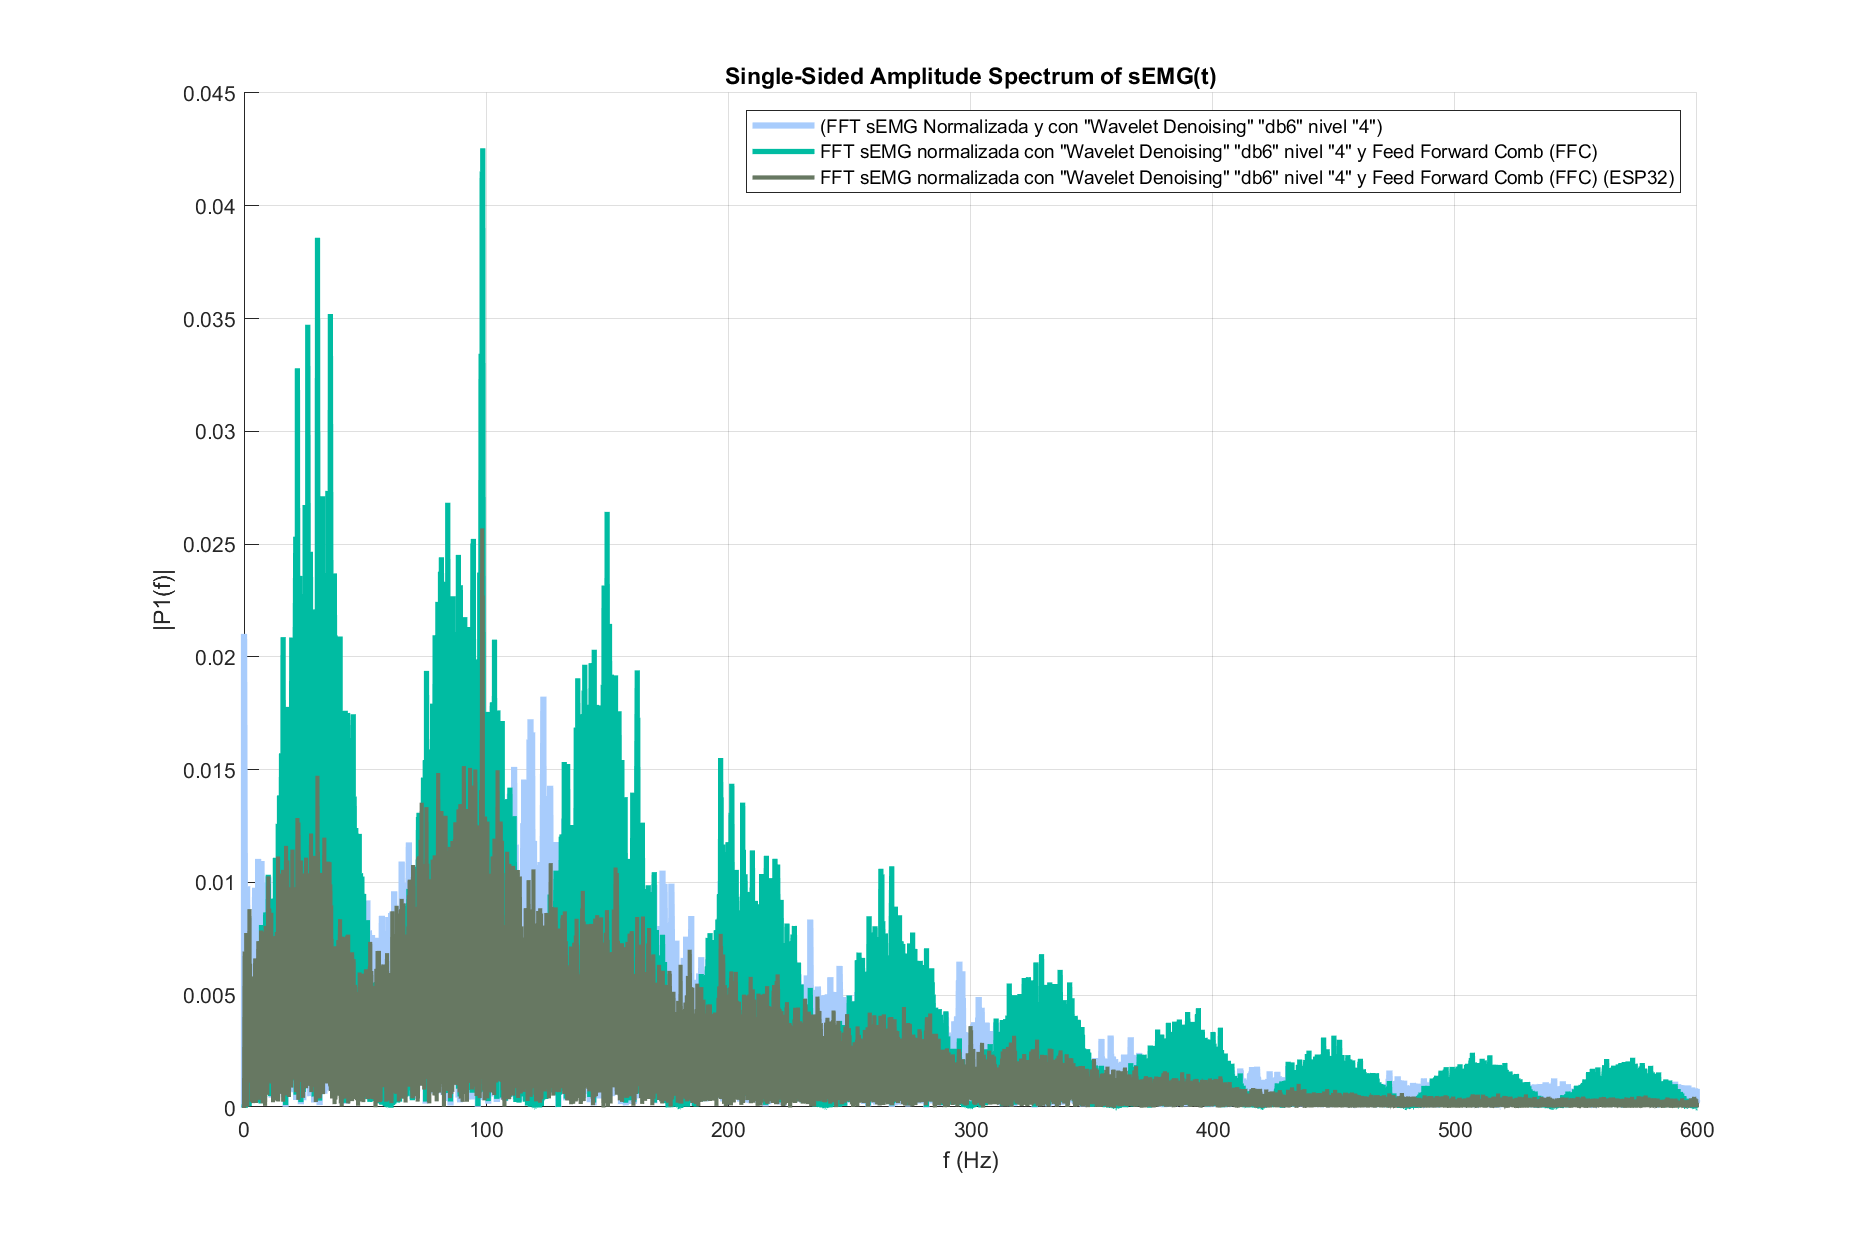 Single-Sided Amplitude Spectrum of sEMG(t)
(FFT sEMG Normalizada y con "Wavelet Denoising" "db6" nivel "4")
FFT sEMG normalizada con "Wavelet Denoising" "db6" nivel "4" y Feed Forward Comb (FFC)
FFT sEMG normalizada con "Wavelet Denoising" "db6" nivel "4" y Feed Forward Comb (FFC) (ESP32)
|P1(f)|
0.045
0.04
0.035
0.03
0.025
0.02
0.015
0.01
0.005
0
0 100 200 300 400 500 600
f (Hz)